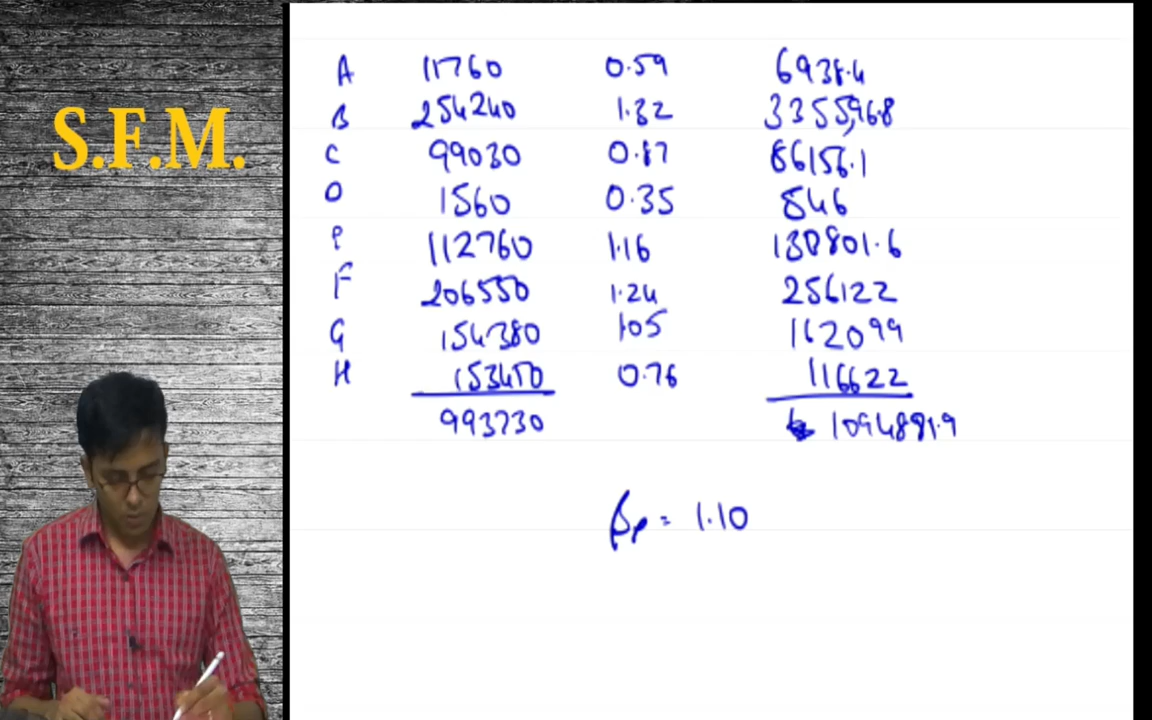 S.F.M.
A 11760 0.59 6938.4
B 254240 1.32 335596.8
C 99030 0.87 86156.1
D 1560 0.35 546
E 112760 1.16 130801.6
F 206550 1.24 256122
G 154380 1.05 162099
H 153450 0.76 116622
993730 1094881.9
βp = 1.10